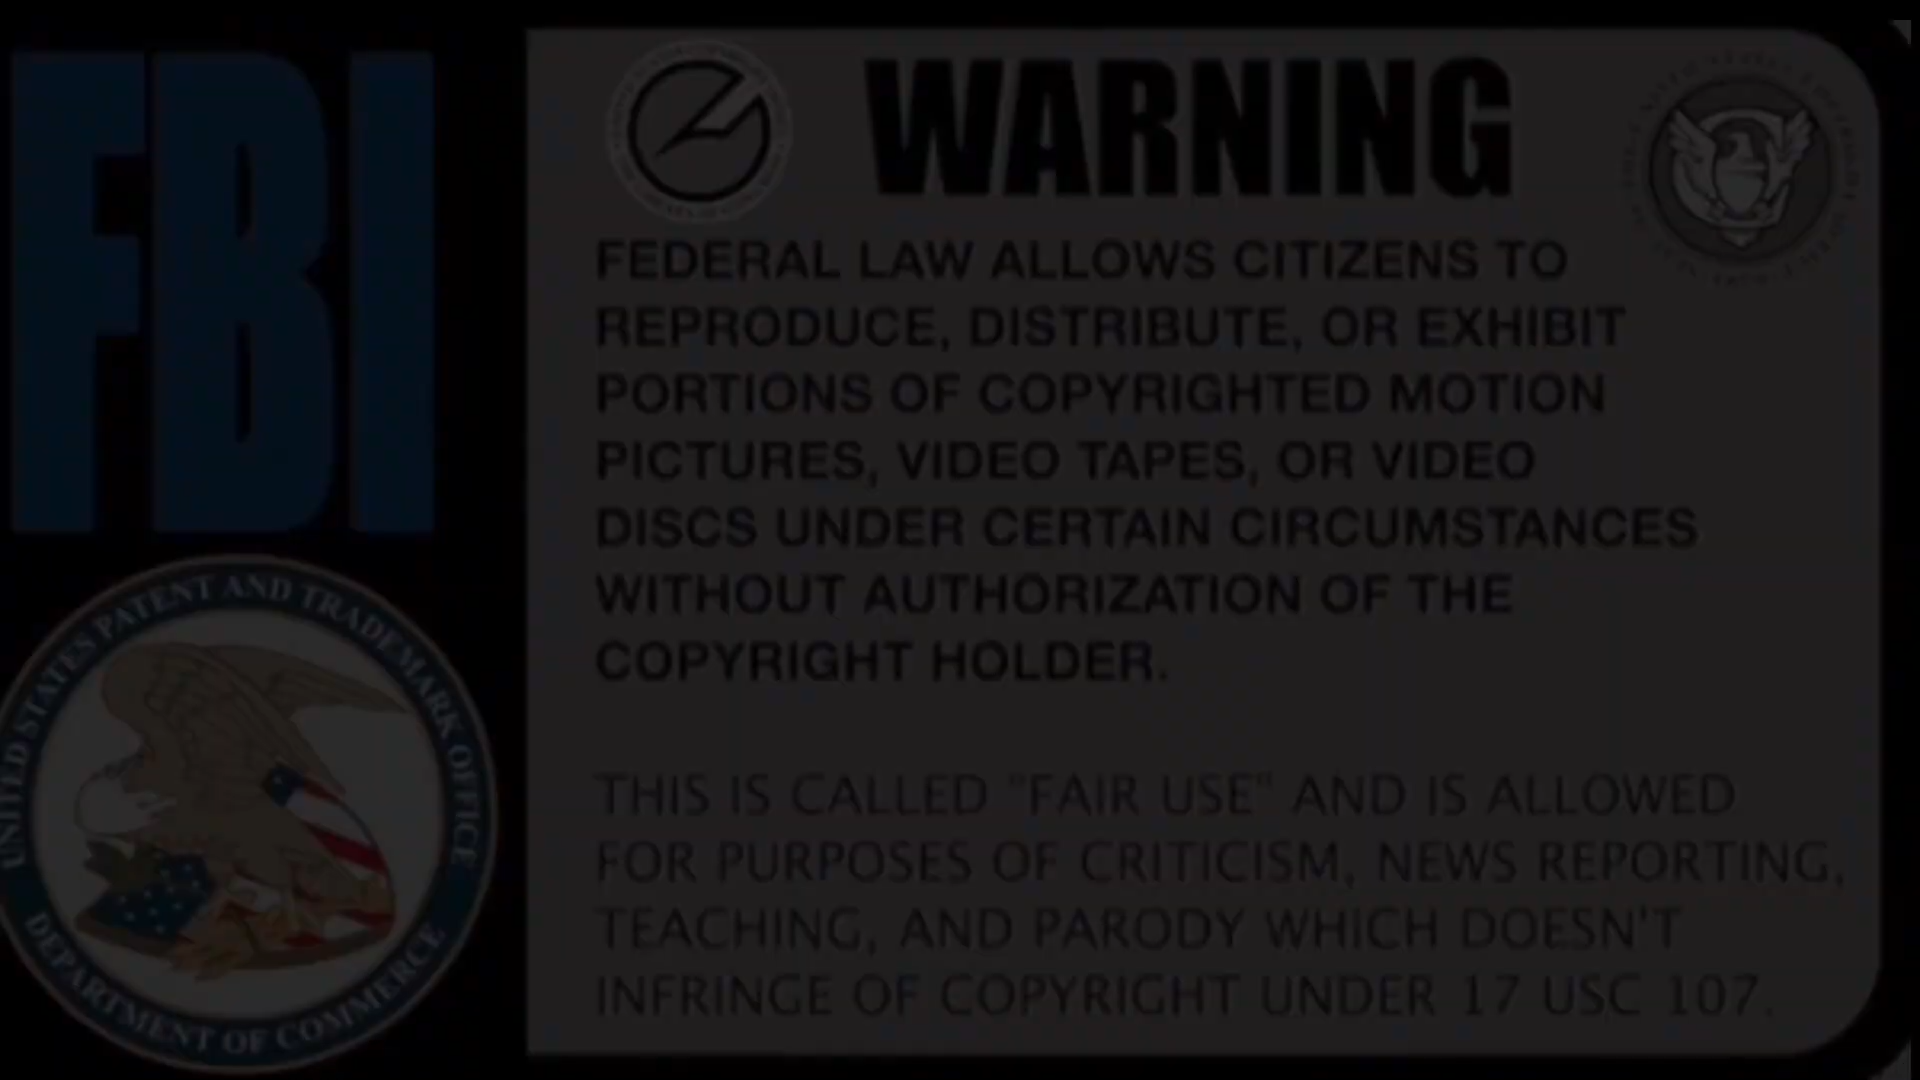 FBI
WARNING
FEDERAL LAW ALLOWS CITIZENS TO
REPRODUCE, DISTRIBUTE, OR EXHIBIT
PORTIONS OF COPYRIGHTED MOTION
PICTURES, VIDEO TAPES, OR VIDEO
DISCS UNDER CERTAIN CIRCUMSTANCES
WITHOUT AUTHORIZATION OF THE
COPYRIGHT HOLDER.
THIS IS CALLED "FAIR USE" AND IS ALLOWED
FOR PURPOSES OF CRITICISM, NEWS REPORTING,
TEACHING, AND PARODY WHICH DOESN'T
INFRINGE OF COPYRIGHT UNDER 17 USC 107.
UNITED STATES PATENT AND TRADEMARK OFFICE
DEPARTMENT OF COMMERCE